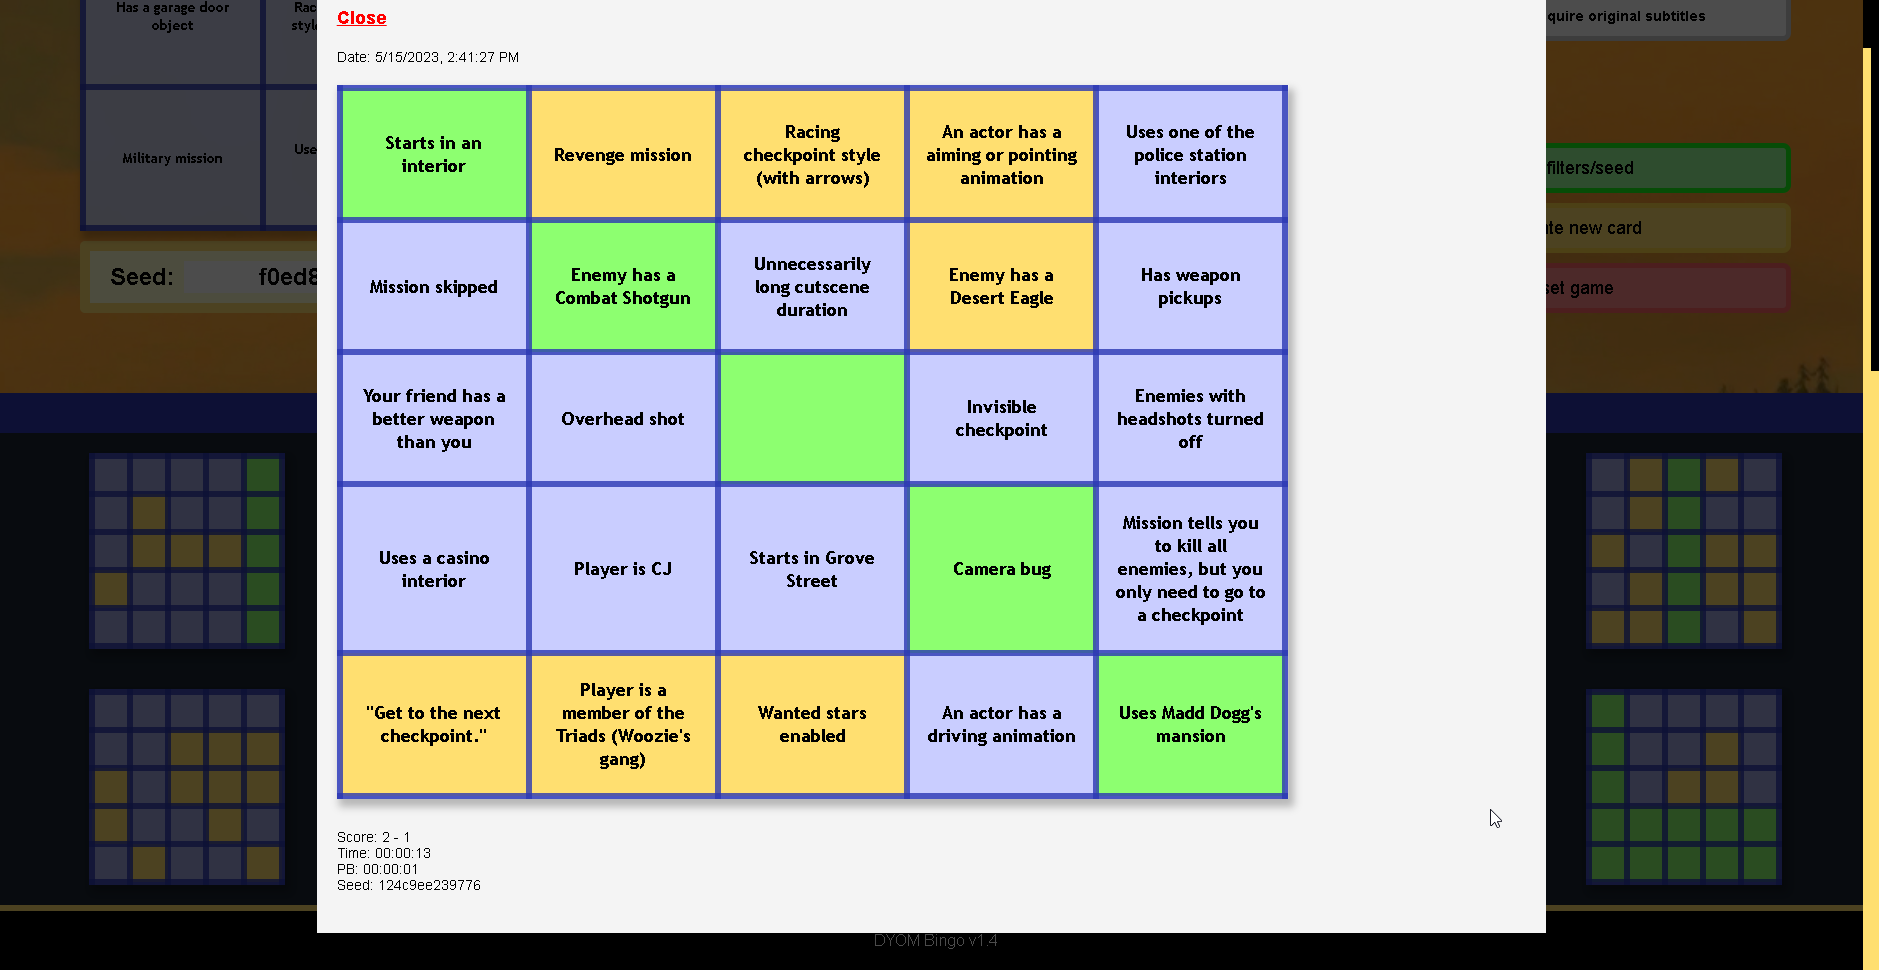 Has a garage door
object
Rac
style
quire original subtitles
Close
Date: 5/15/2023, 2:41:27 PM
Military mission
Use
filters/seed
ate new card
set game
Seed: f0ed8
Starts in an
interior
Revenge mission
Racing
checkpoint style
(with arrows)
An actor has a
aiming or pointing
animation
Uses one of the
police station
interiors
Mission skipped
Enemy has a
Combat Shotgun
Unnecessarily
long cutscene
duration
Enemy has a
Desert Eagle
Has weapon
pickups
Your friend has a
better weapon
than you
Overhead shot
Invisible
checkpoint
Enemies with
headshots turned
off
Uses a casino
interior
Player is CJ
Starts in Grove
Street
Camera bug
Mission tells you
to kill all
enemies, but you
only need to go to
a checkpoint
"Get to the next
checkpoint."
Player is a
member of the
Triads (Woozie's
gang)
Wanted stars
enabled
An actor has a
driving animation
Uses Madd Dogg's
mansion
Score: 2 - 1
Time: 00:00:13
PB: 00:00:01
Seed: 124c9ee239776
DYOM Bingo v1.4